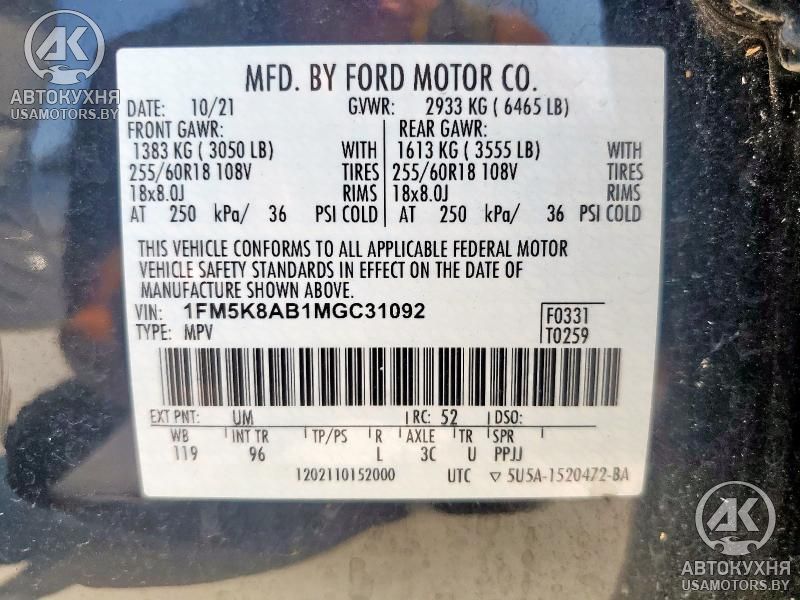 AK
АВТОКУХНЯ
USAMOTORS.BY
MFD. BY FORD MOTOR CO.
DATE: 10/21 GVWR: 2933 KG ( 6465 LB)
FRONT GAWR: REAR GAWR:
1383 KG ( 3050 LB) WITH 1613 KG ( 3555 LB) WITH
255/60R18 108V TIRES 255/60R18 108V TIRES
18x8.0J RIMS 18x8.0J RIMS
AT 250 kPa/ 36 PSI COLD AT 250 kPa/ 36 PSI COLD
THIS VEHICLE CONFORMS TO ALL APPLICABLE FEDERAL MOTOR
VEHICLE SAFETY STANDARDS IN EFFECT ON THE DATE OF
MANUFACTURE SHOWN ABOVE.
VIN: 1FM5K8AB1MGC31092 F0331
TYPE: MPV T0259
EXT PNT: UM RC: 52 DSO:
WB INT TR TP/PS R AXLE TR SPR
119 96 L 3C U PPJJ
1202110152000 UTC ▽ 5U5A-1520472-BA
AK
АВТОКУХНЯ
USAMOTORS.BY